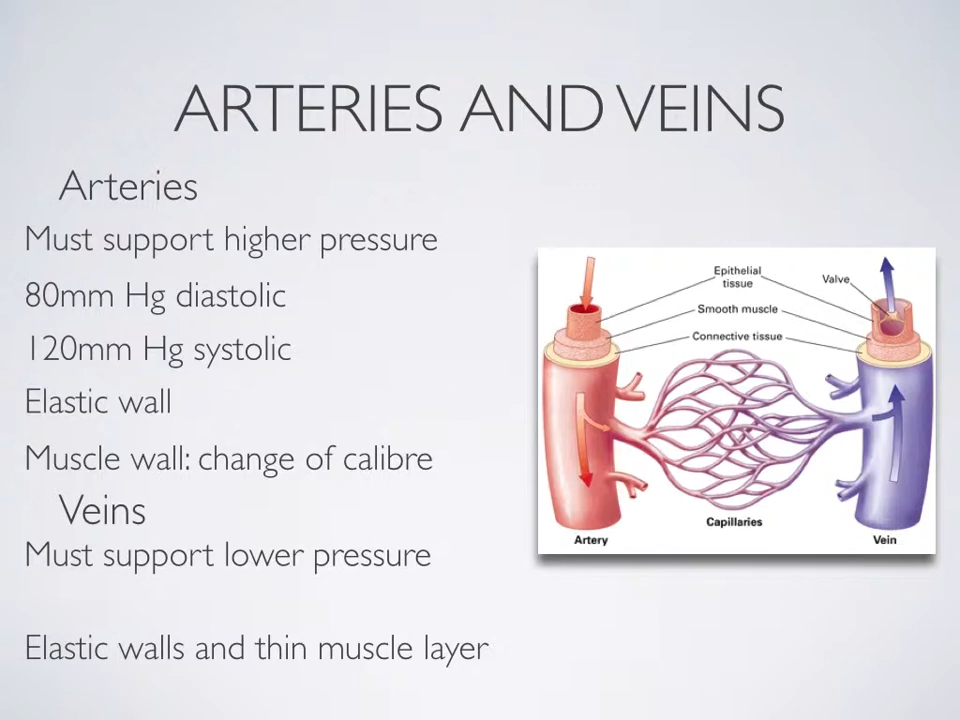 ARTERIES AND VEINS
Arteries
Must support higher pressure
80mm Hg diastolic
120mm Hg systolic
Elastic wall
Muscle wall: change of calibre
Veins
Must support lower pressure
Elastic walls and thin muscle layer
Epithelial
tissue
Valve
Smooth muscle
Connective tissue
Capillaries
Artery
Vein